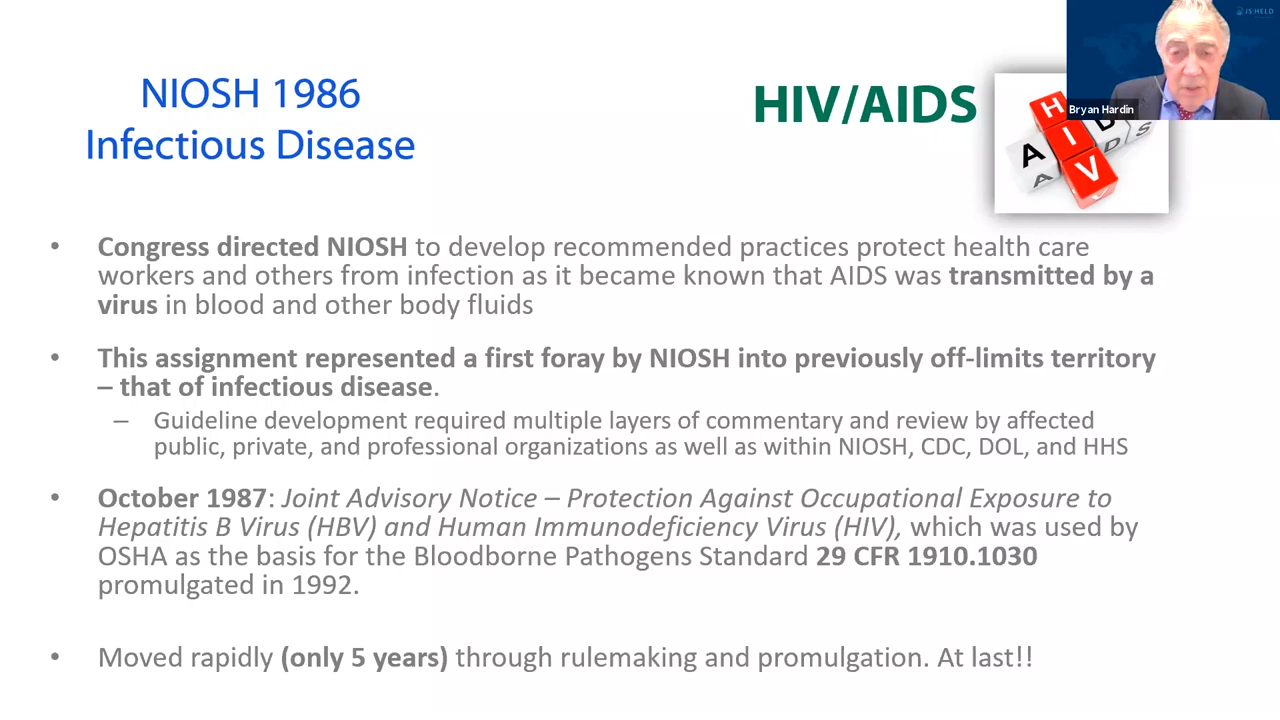 NIOSH 1986
Infectious Disease
HIV/AIDS
H
I
V
A
D
S
A
D
S
JS HELD
Bryan Hardin
• Congress directed NIOSH to develop recommended practices protect health care
workers and others from infection as it became known that AIDS was transmitted by a
virus in blood and other body fluids
• This assignment represented a first foray by NIOSH into previously off-limits territory
– that of infectious disease.
– Guideline development required multiple layers of commentary and review by affected
public, private, and professional organizations as well as within NIOSH, CDC, DOL, and HHS
• October 1987: Joint Advisory Notice – Protection Against Occupational Exposure to
Hepatitis B Virus (HBV) and Human Immunodeficiency Virus (HIV), which was used by
OSHA as the basis for the Bloodborne Pathogens Standard 29 CFR 1910.1030
promulgated in 1992.
• Moved rapidly (only 5 years) through rulemaking and promulgation. At last!!